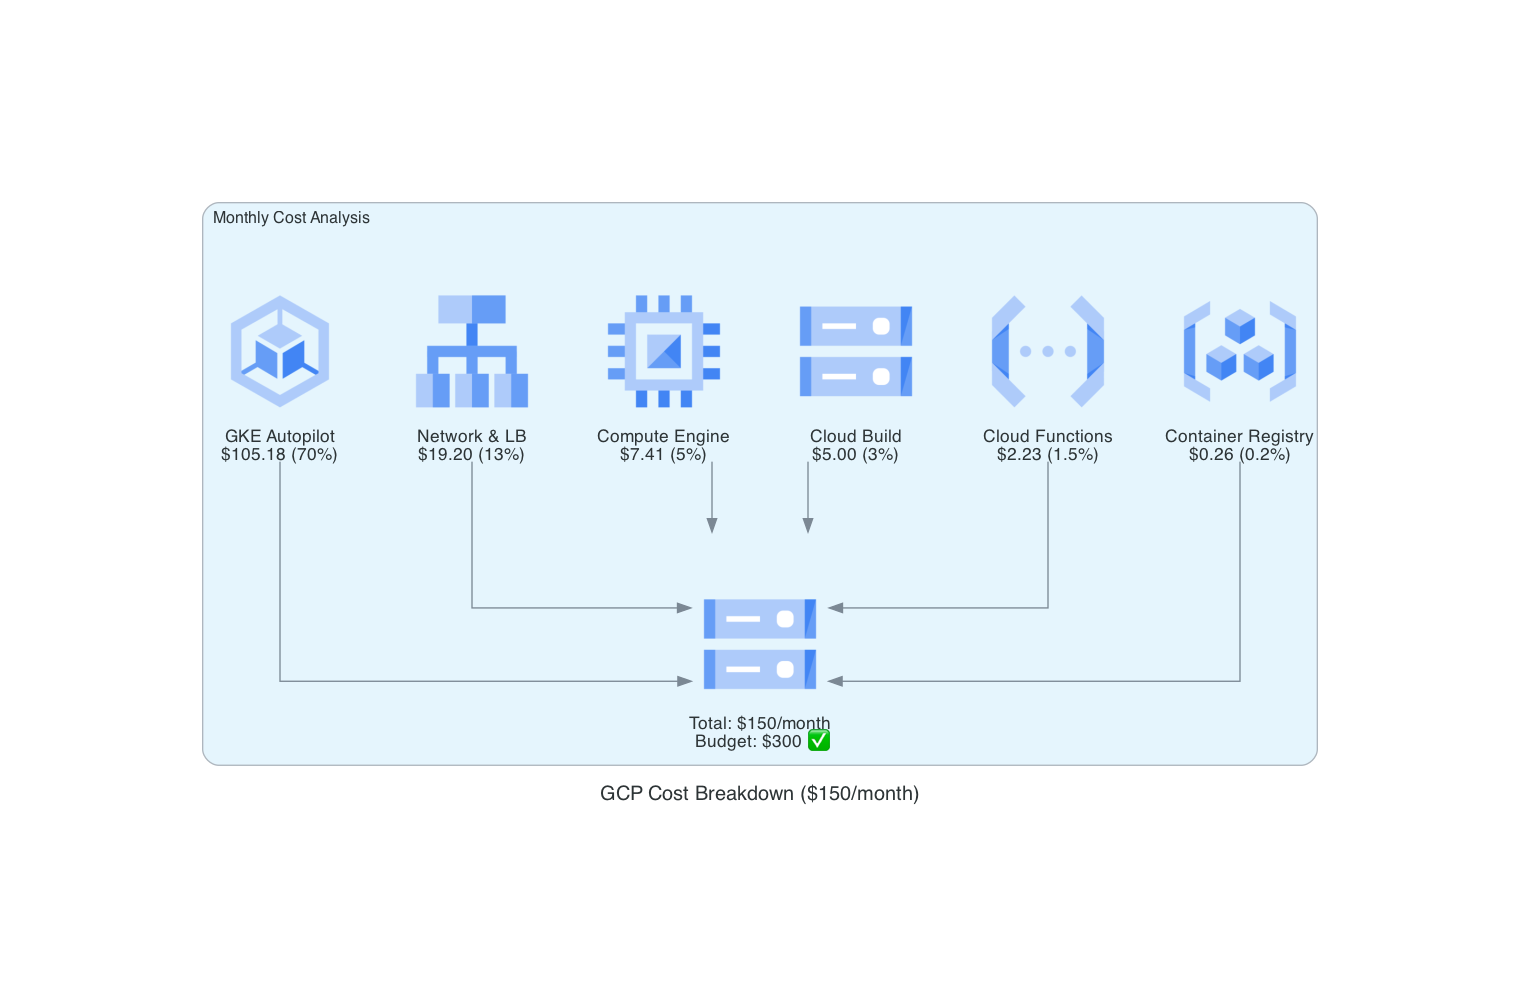 Monthly Cost Analysis
GKE Autopilot
$105.18 (70%)
Network & LB
$19.20 (13%)
Compute Engine
$7.41 (5%)
Cloud Build
$5.00 (3%)
Cloud Functions
$2.23 (1.5%)
Container Registry
$0.26 (0.2%)
Total: $150/month
Budget: $300 ✅
GCP Cost Breakdown ($150/month)